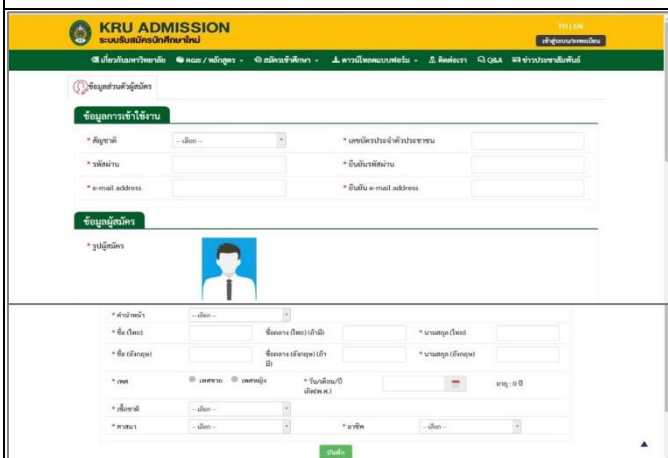 KRU ADMISSION
ระบบรับสมัครนักศึกษาใหม่
TH | EN
เข้าสู่ระบบ/ลงทะเบียน
เกี่ยวกับมหาวิทยาลัย คณะ / หลักสูตร สมัครเข้าศึกษา ดาวน์โหลดแบบฟอร์ม ติดต่อเรา Q&A ข่าวประชาสัมพันธ์
ข้อมูลส่วนตัวผู้สมัคร
ข้อมูลการเข้าใช้งาน
* สัญชาติ -- เลือก -- * เลขบัตรประจำตัวประชาชน
* รหัสผ่าน * ยืนยันรหัสผ่าน
* e-mail address * ยืนยัน e-mail address
ข้อมูลผู้สมัคร
* รูปผู้สมัคร
* คำนำหน้า -- เลือก --
* ชื่อ (ไทย) ชื่อกลาง (ไทย) (ถ้ามี) * นามสกุล (ไทย)
* ชื่อ (อังกฤษ) ชื่อกลาง (อังกฤษ) (ถ้า * นามสกุล (อังกฤษ)
มี)
* เพศ เพศชาย เพศหญิง * วัน/เดือน/ปี อายุ : 0 ปี
เกิด(พ.ศ.)
* เชื้อชาติ -- เลือก --
* ศาสนา -- เลือก -- * อาชีพ -- เลือก --
บันทึก